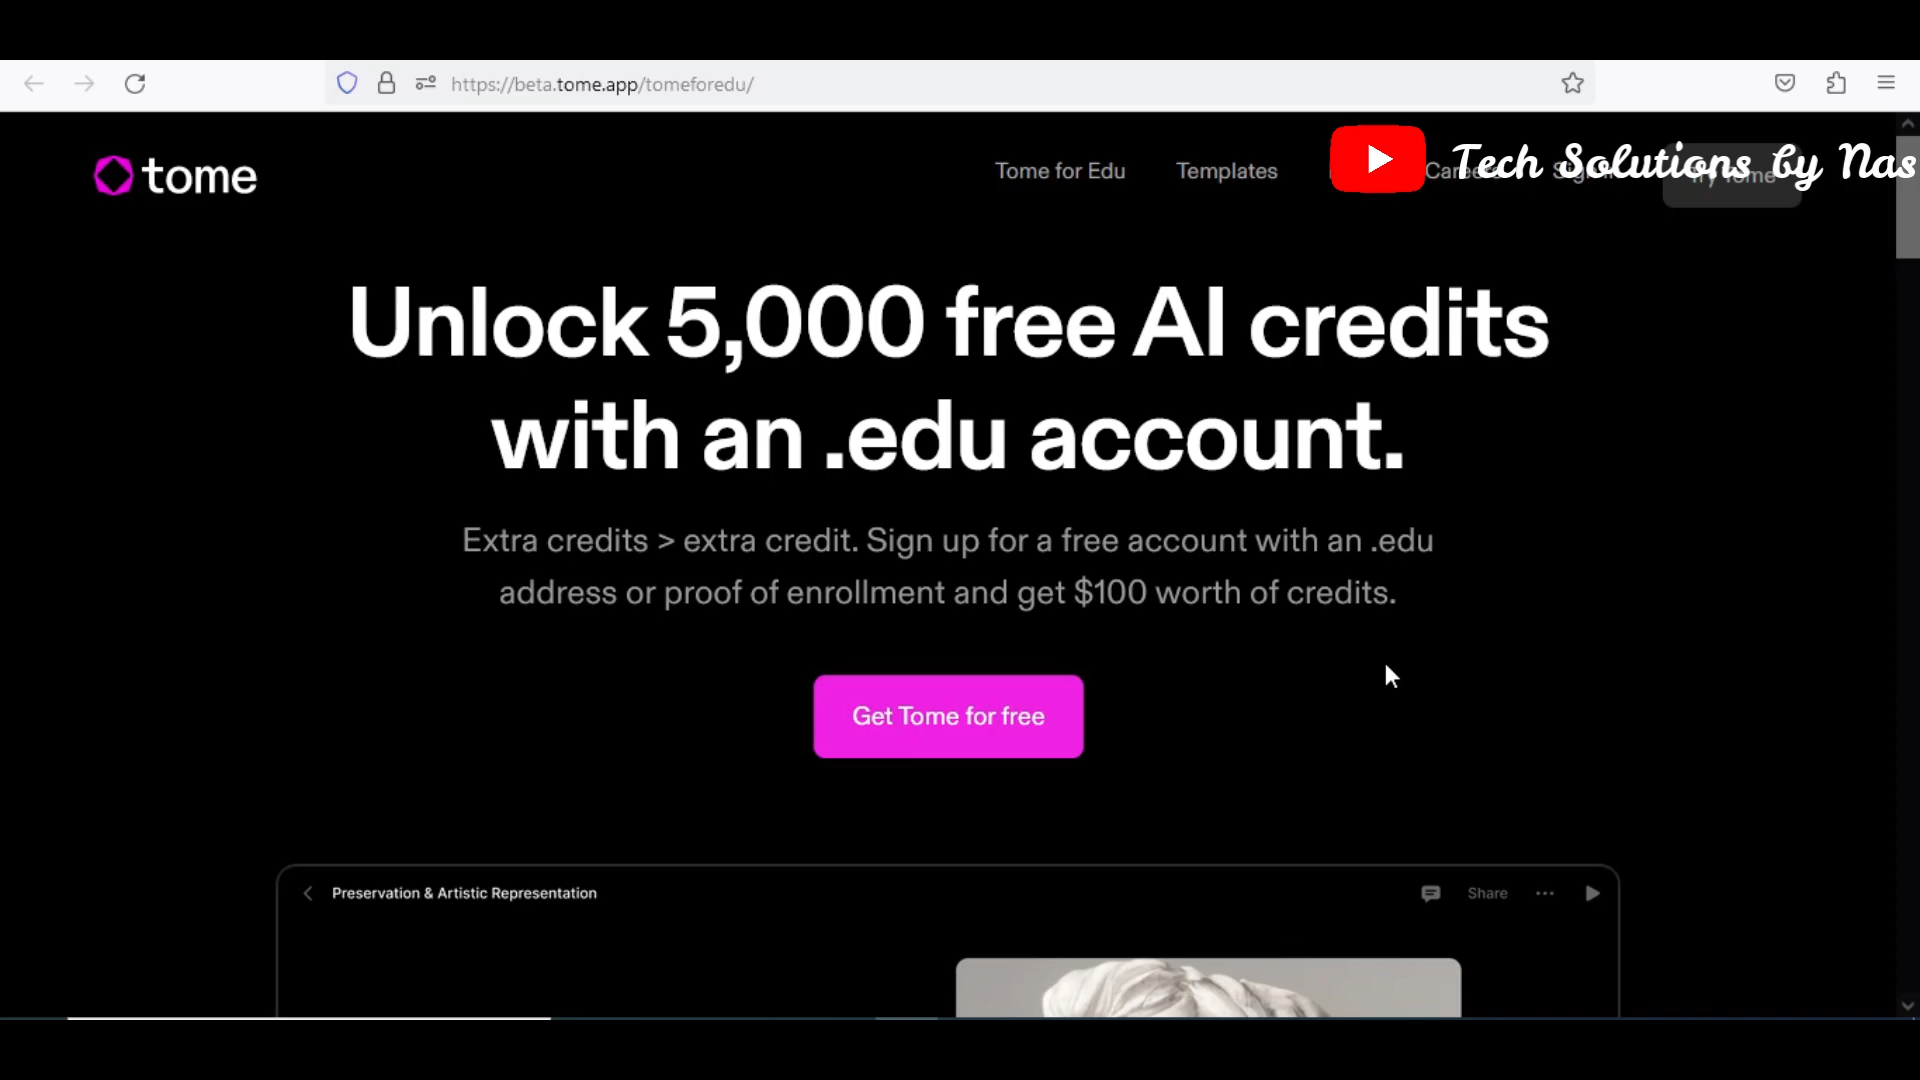 https://beta.tome.app/tomeforedu/
tome
Tome for Edu
Templates
Tech Solutions by Nas
Unlock 5,000 free AI credits
with an .edu account.
Extra credits > extra credit. Sign up for a free account with an .edu
address or proof of enrollment and get $100 worth of credits.
Get Tome for free
Preservation & Artistic Representation
Share